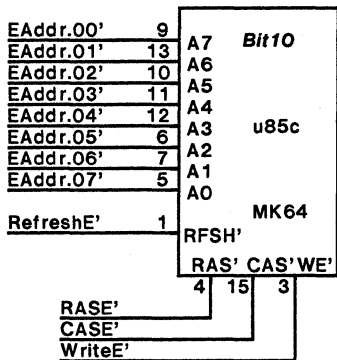 EAddr.00' 9 A7 Bit10
EAddr.01' 13 A6
EAddr.02' 10 A5
EAddr.03' 11 A4
EAddr.04' 12 A3 u85c
EAddr.05' 6 A2
EAddr.06' 7 A1
EAddr.07' 5 A0
MK64
RefreshE' 1 RFSH'
RAS' CAS' WE'
4 15 3
RASE'
CASE'
WriteE'